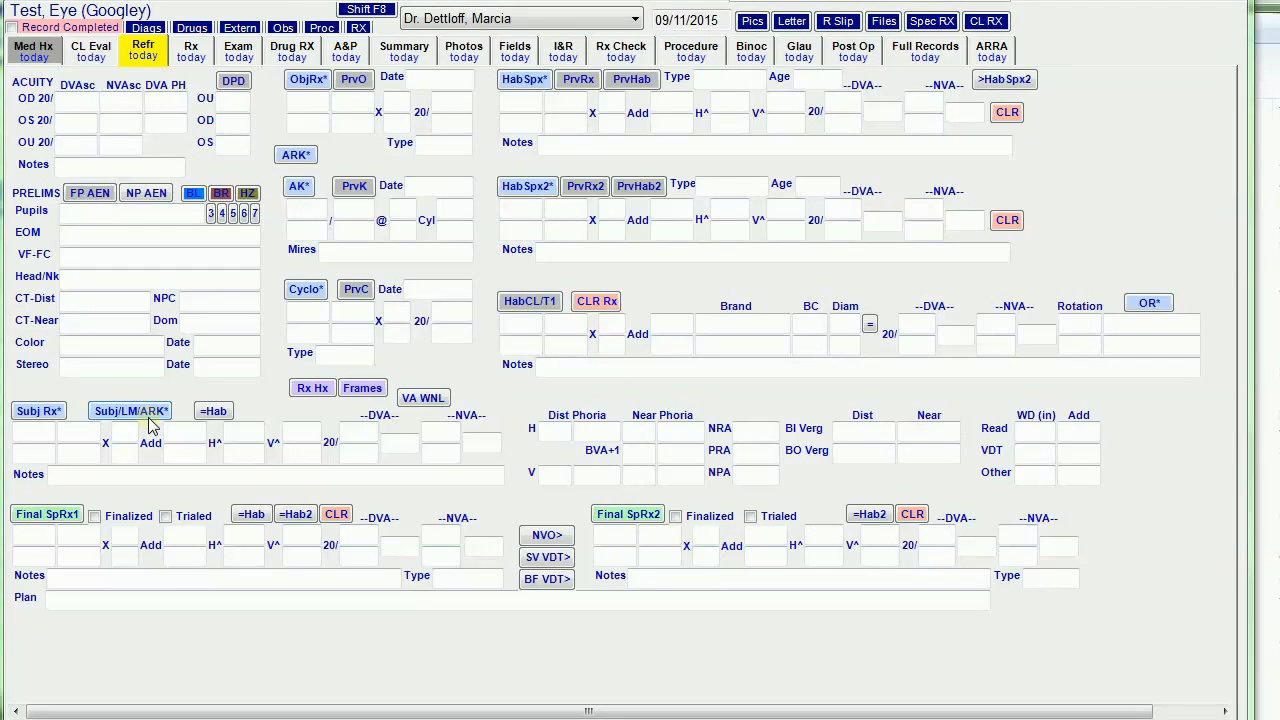 Test, Eye (Googley)
Shift F8
Dr. Dettloff, Marcia
09/11/2015
Pics
Letter
R Slip
Files
Spec RX
CL RX
Record Completed
Diags
Drugs
Extern
Obs
Proc
RX
Med Hx today
CL Eval today
Refr today
Rx today
Exam today
Drug RX today
A&P today
Summary today
Photos today
Fields today
I&R today
Rx Check today
Procedure today
Binoc today
Glau today
Post Op today
Full Records today
ARRA today
ACUITY DVAsc NVAsc DVA PH DPD
OD 20/ OU
OS 20/ OD
OU 20/ OS
Notes
PRELIMS FP AEN NP AEN BL BR HZ
Pupils 3 4 5 6 7
EOM
VF-FC
Head/Nk
CT-Dist NPC
CT-Near Dom
Color Date
Stereo Date
ObjRx* PrvO Date
X 20/
Type
ARK*
AK* PrvK Date
/ @ Cyl
Mires
Cyclo* PrvC Date
X 20/
Type
Rx Hx Frames
VA WNL
HabSpx* PrvRx PrvHab Type Age --DVA-- --NVA-- >HabSpx2
X Add H^ V^ 20/ CLR
Notes
HabSpx2* PrvRx2 PrvHab2 Type Age --DVA-- --NVA--
X Add H^ V^ 20/ CLR
Notes
HabCL/T1 CLR Rx Brand BC Diam --DVA-- --NVA-- Rotation OR*
X Add = 20/
Notes
Subj Rx* Subj/LM/ARK* =Hab --DVA-- --NVA--
X Add H^ V^ 20/
Notes
Dist Phoria Near Phoria Dist Near WD (in) Add
H NRA BI Verg Read
BVA+1 PRA BO Verg VDT
V NPA Other
Final SpRx1 Finalized Trialed =Hab =Hab2 CLR --DVA-- --NVA--
X Add H^ V^ 20/
Notes Type
NVO>
SV VDT>
BF VDT>
Final SpRx2 Finalized Trialed =Hab2 CLR --DVA-- --NVA--
X Add H^ V^ 20/
Notes Type
Plan